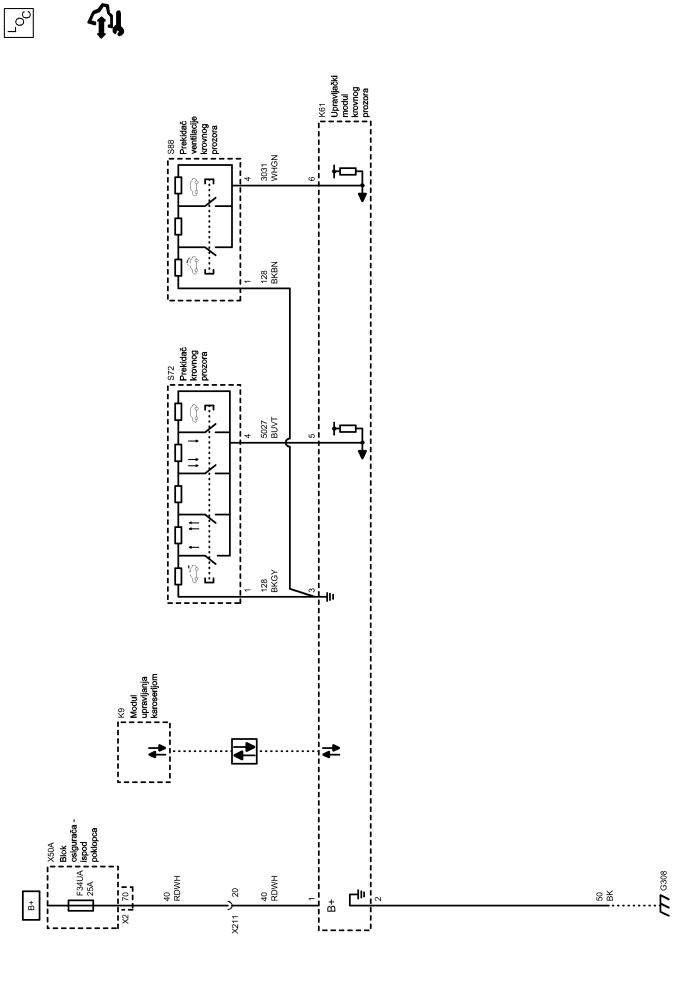 LOC
B+
X50A
Blok
osigurača -
ispod
poklopca
F34UA
25A
X2
70
40
RDWH
X211
20
40
RDWH
1
B+
2
50
BK
G308
K9
Modul
upravljanja
karoserijom
S72
Prekidač
krovnog
prozora
1
128
BKGY
3
4
5027
BUVT
5
S88
Prekidač
ventilacije
krovnog
prozora
1
128
BKBN
4
3031
WHGN
6
K61
Upravljački
modul
krovnog
prozora